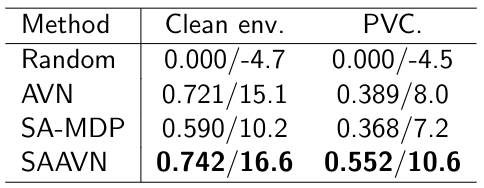 Method Clean env. PVC.
Random 0.000/-4.7 0.000/-4.5
AVN 0.721/15.1 0.389/8.0
SA-MDP 0.590/10.2 0.368/7.2
SAAVN 0.742/16.6 0.552/10.6